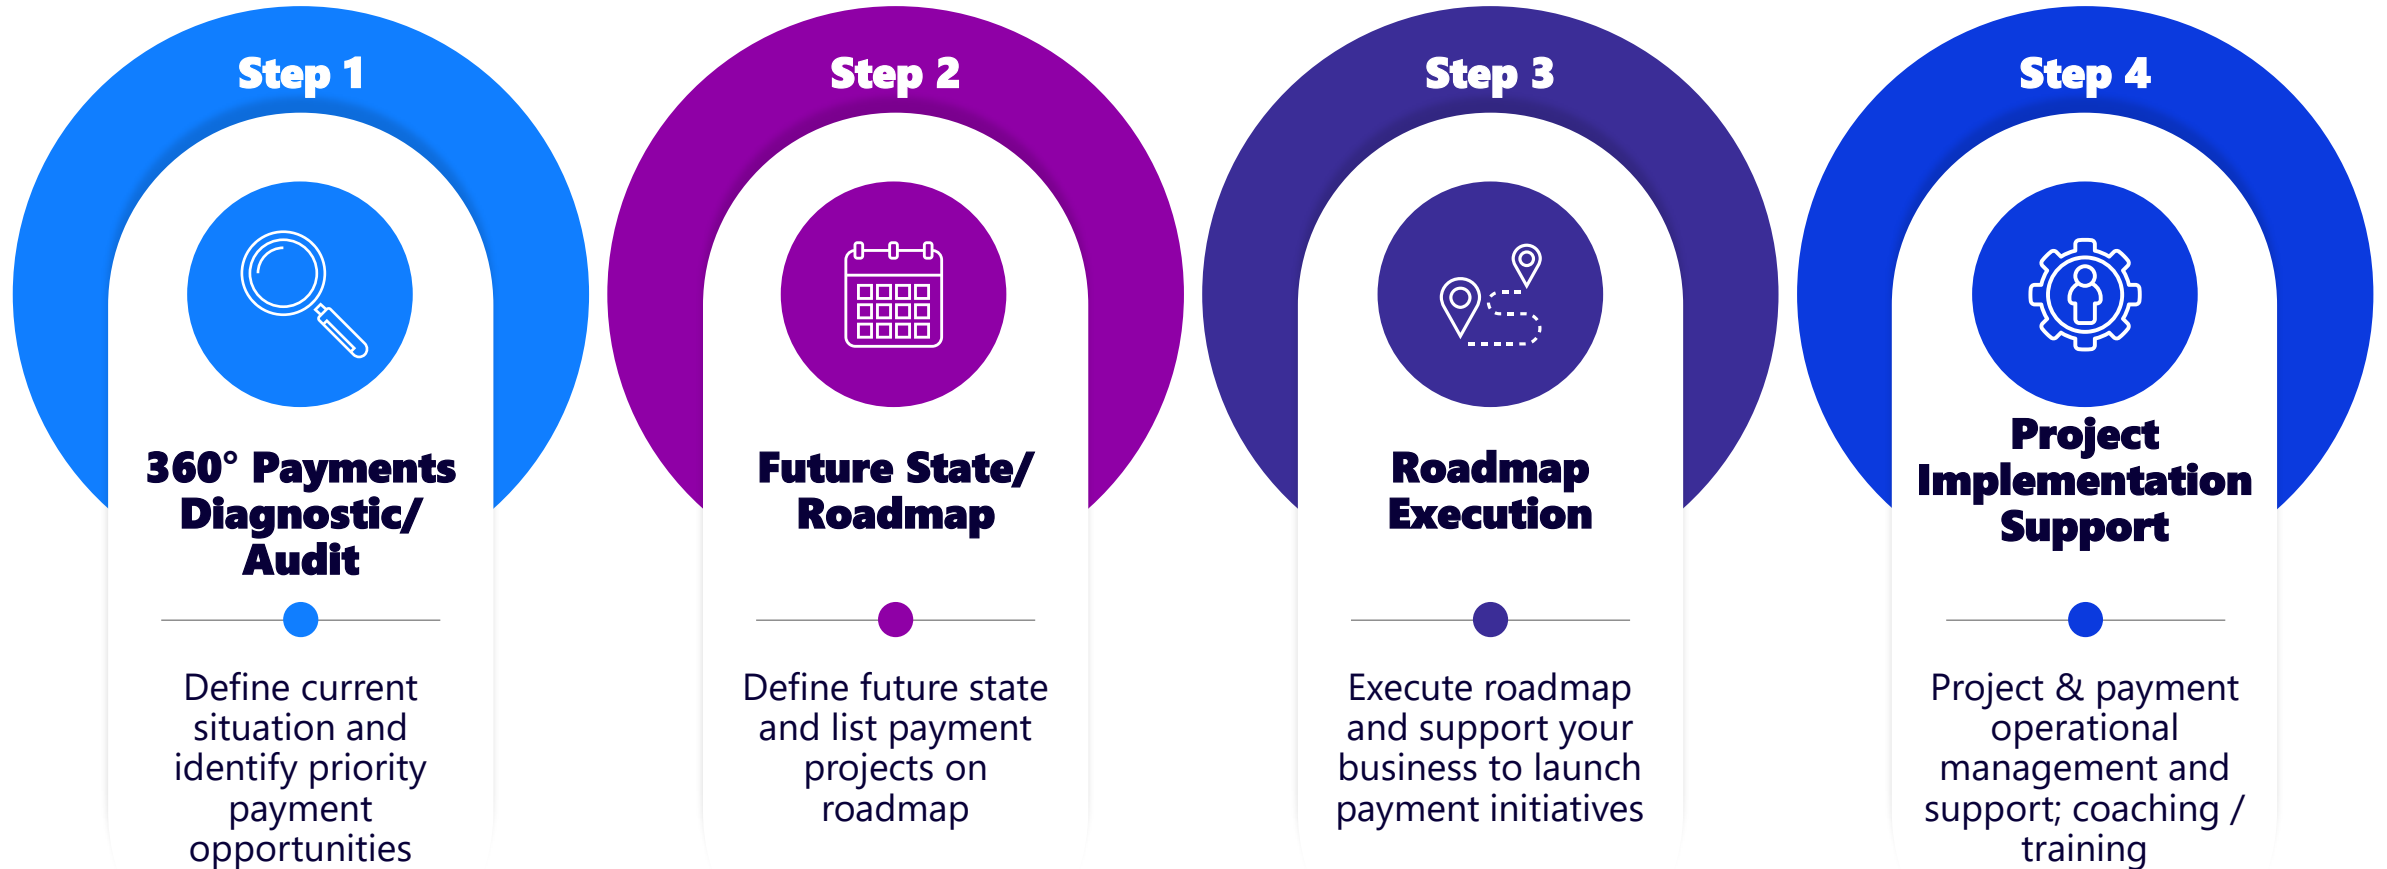 Step 1
360° Payments
Diagnostic/
Audit
Define current
situation and
identify priority
payment
opportunities
Step 2
Future State/
Roadmap
Define future state
and list payment
projects on
roadmap
Step 3
Roadmap
Execution
Execute roadmap
and support your
business to launch
payment initiatives
Step 4
Project
Implementation
Support
Project & payment
operational
management and
support; coaching /
training